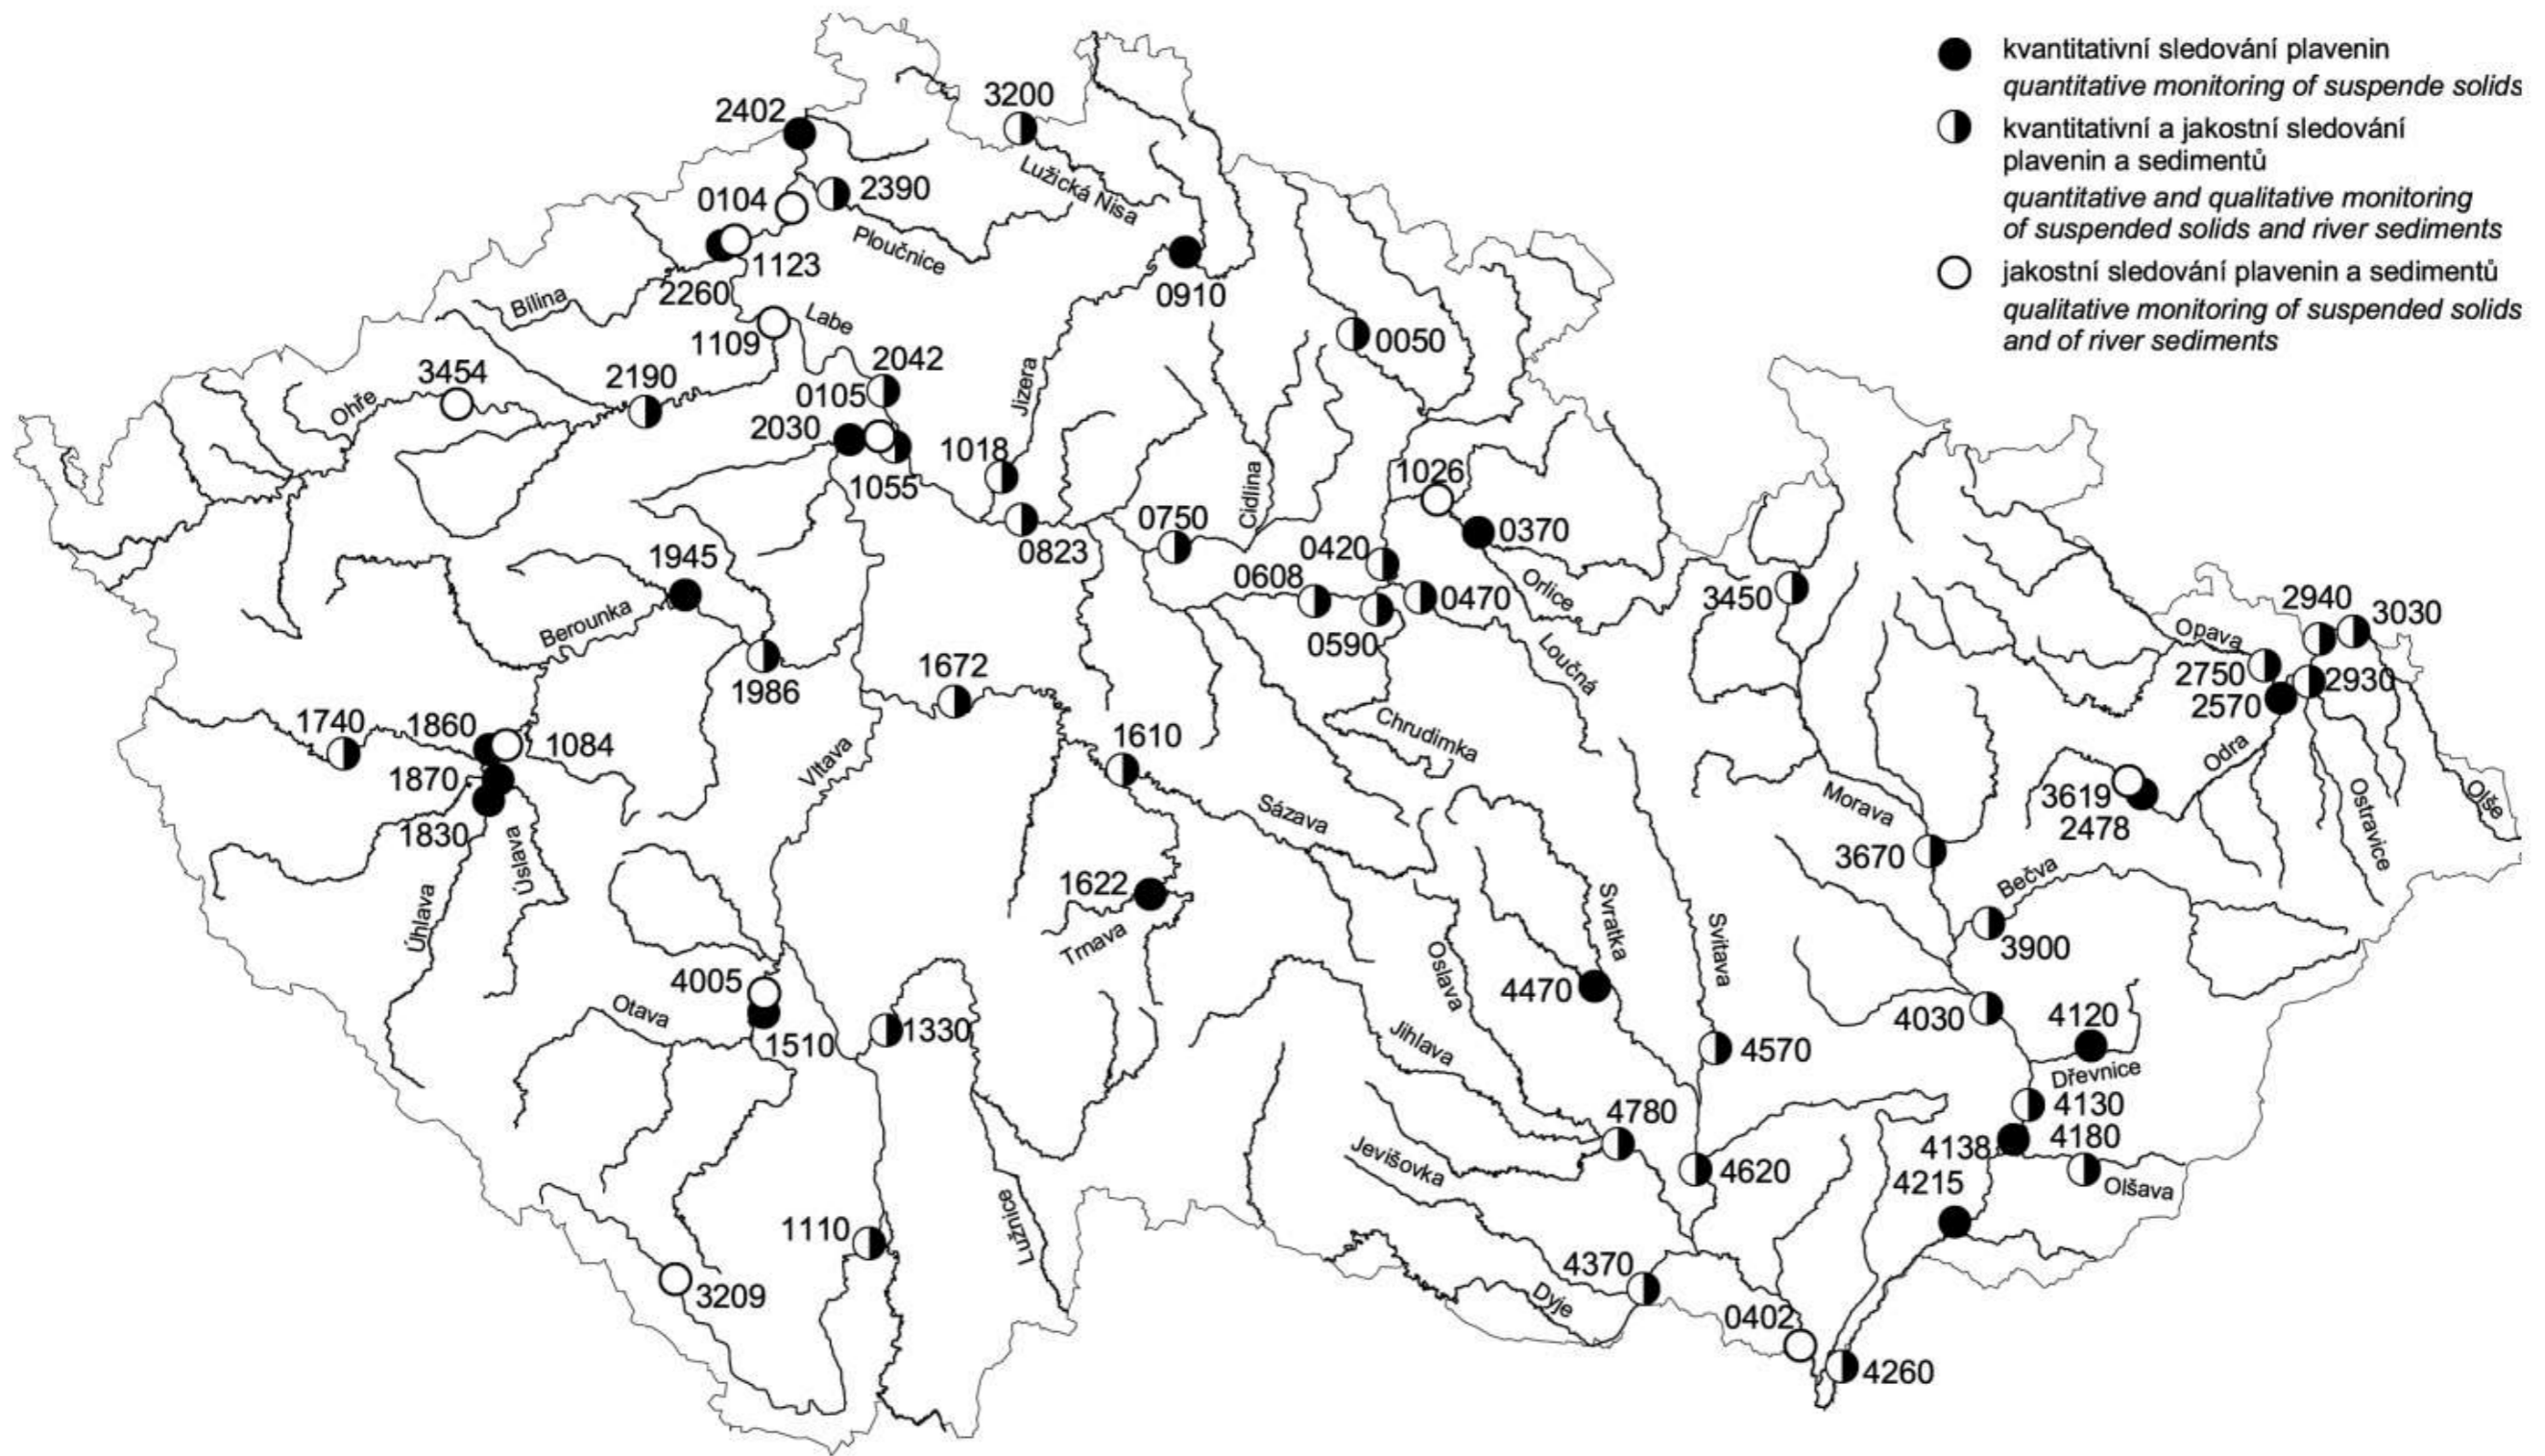 kvantitativní sledování plavenin
quantitative monitoring of suspende solids
kvantitativní a jakostní sledování
plavenin a sedimentů
quantitative and qualitative monitoring
of suspended solids and river sediments
jakostní sledování plavenin a sedimentů
qualitative monitoring of suspended solids
and of river sediments
3200
2402
Lužická Nisa
2390
0104
Ploučnice
1123
2260
Bílina
0910
Labe
1109
0050
2042
3454
2190
0105
Ohře
Jizera
2030
1018
1055
Cidlina
1026
0750
0370
0823
0420
1945
0608
Orlice
0470
3450
2940
3030
Berounka
0590
Opava
Loučná
1672
1986
2750
2930
2570
1740
1860
1084
Chrudimka
1610
Vltava
Odra
1870
Morava
3619
Ostravice
Olše
1830
Úslava
Sázava
2478
3670
Bečva
1622
Úhlava
Trnava
Svratka
Svitava
3900
Oslava
4005
4470
Otava
1510
1330
Jihlava
4570
4030
4120
Dřevnice
4780
4130
4138
4180
Jevišovka
4620
4215
Olšava
Lužnice
1110
4370
3209
Dyje
0402
4260